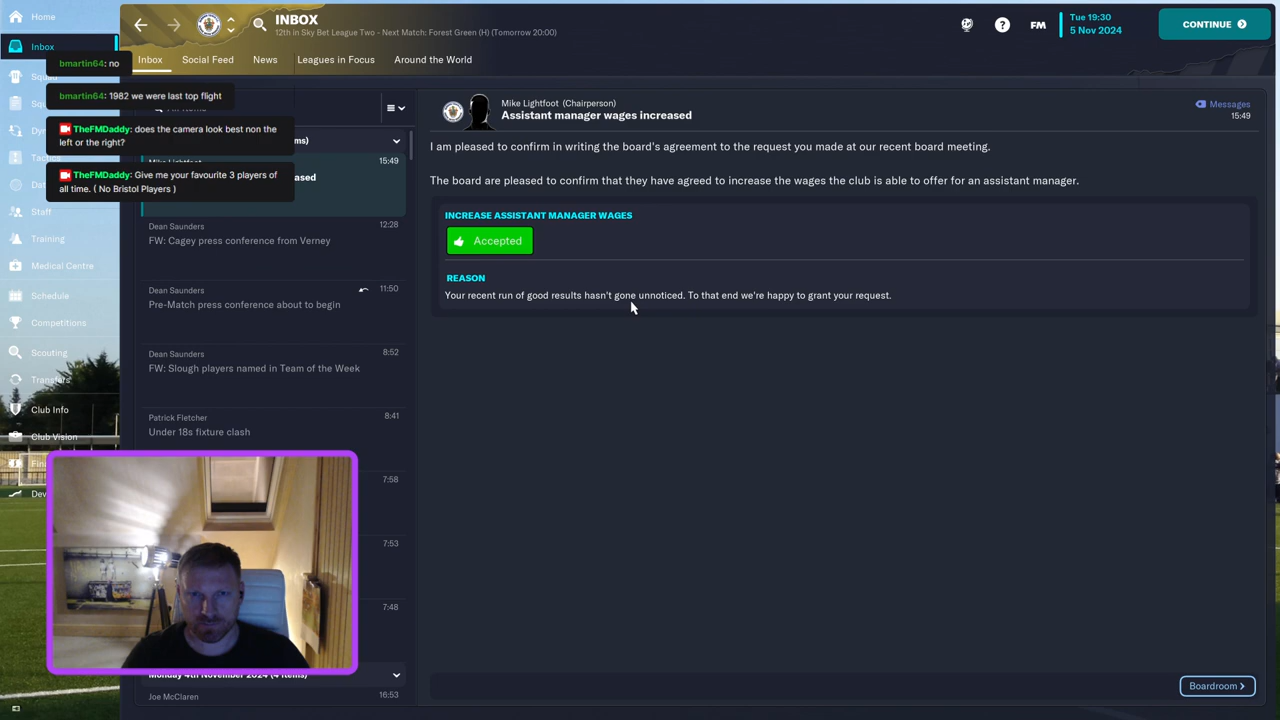 Home
Inbox
Squad
Dyn
Tactics
Dat
Staff
Training
Medical Centre
Schedule
Competitions
Scouting
Transfers
Club Info
Club Vision
Fin
Dev
INBOX
12th in Sky Bet League Two - Next Match: Forest Green (H) (Tomorrow 20:00)
FM
Tue 19:30
5 Nov 2024
CONTINUE
Inbox
Social Feed
News
Leagues in Focus
Around the World
bmartin64: no
bmartin64: 1982 we were last top flight
TheFMDaddy: does the camera look best non the
left or the right?
TheFMDaddy: Give me your favourite 3 players of
all time. ( No Bristol Players )
ms)
Mike Lightfoot
15:49
ased
Dean Saunders
12:28
FW: Cagey press conference from Verney
Dean Saunders
11:50
Pre-Match press conference about to begin
Dean Saunders
8:52
FW: Slough players named in Team of the Week
Patrick Fletcher
8:41
Under 18s fixture clash
7:58
7:53
7:48
Monday 4th November 2024 (4 items)
Joe McClaren
16:53
Mike Lightfoot (Chairperson)
Assistant manager wages increased
Messages
15:49
I am pleased to confirm in writing the board's agreement to the request you made at our recent board meeting.
The board are pleased to confirm that they have agreed to increase the wages the club is able to offer for an assistant manager.
INCREASE ASSISTANT MANAGER WAGES
Accepted
REASON
Your recent run of good results hasn't gone unnoticed. To that end we're happy to grant your request.
Boardroom